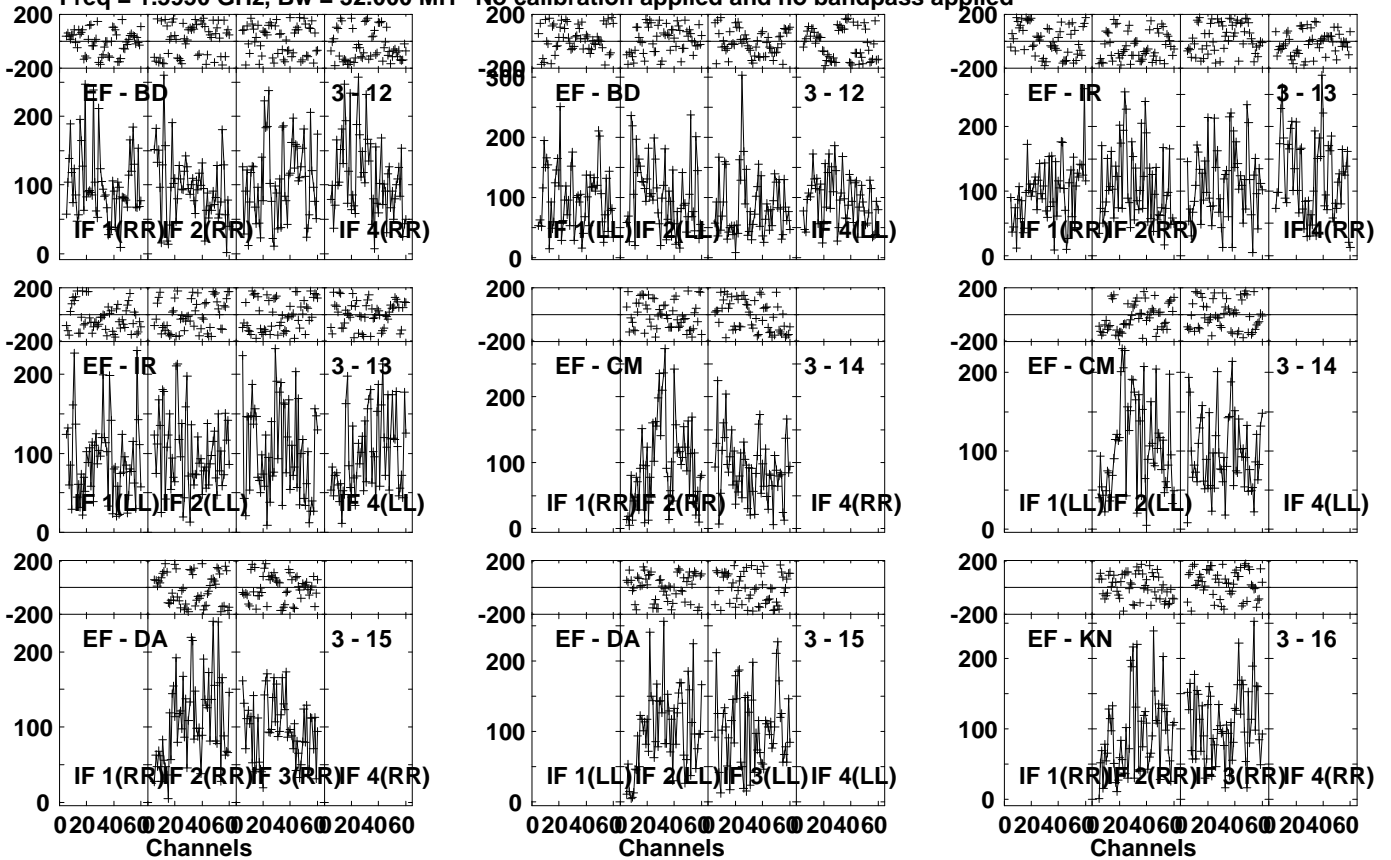 Freq = 1.5950 GHz, Bw = 32.000 MH No calibration applied and no bandpass applied
200
-200
EF - BD 3 - 12
200
100
0
IF 1(RR) IF 2(RR) IF 4(RR)
200
-200
300
EF - BD 3 - 12
200
100
0
IF 1(LL) IF 2(LL) IF 4(LL)
200
-200
EF - IR 3 - 13
200
100
0
IF 1(RR) IF 2(RR) IF 4(RR)
200
-200
EF - IR 3 - 13
200
100
0
IF 1(LL) IF 2(LL) IF 4(LL)
200
-200
EF - CM 3 - 14
200
100
0
IF 1(RR) IF 2(RR) IF 4(RR)
200
-200
EF - CM 3 - 14
200
100
0
IF 1(LL) IF 2(LL) IF 4(LL)
200
-200
EF - DA 3 - 15
200
100
0
IF 1(RR) IF 2(RR) IF 3(RR) IF 4(RR)
0 20 40 60 0 20 40 60 0 20 40 60 0 20 40 60
Channels
200
-200
EF - DA 3 - 15
200
100
0
IF 1(LL) IF 2(LL) IF 3(LL) IF 4(LL)
0 20 40 60 0 20 40 60 0 20 40 60 0 20 40 60
Channels
200
-200
EF - KN 3 - 16
200
100
0
IF 1(RR) IF 2(RR) IF 3(RR) IF 4(RR)
0 20 40 60 0 20 40 60 0 20 40 60 0 20 40 60
Channels